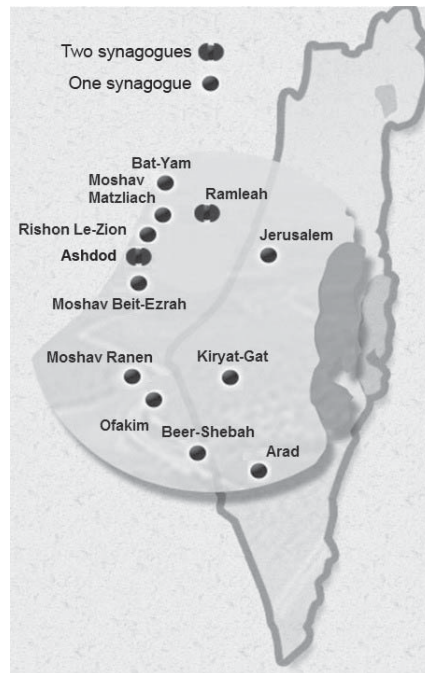 Two synagogues
One synagogue
Bat-Yam
Moshav
Matzliach
Ramleah
Rishon Le-Zion
Jerusalem
Ashdod
Moshav Beit-Ezrah
Moshav Ranen
Kiryat-Gat
Ofakim
Beer-Shebah
Arad